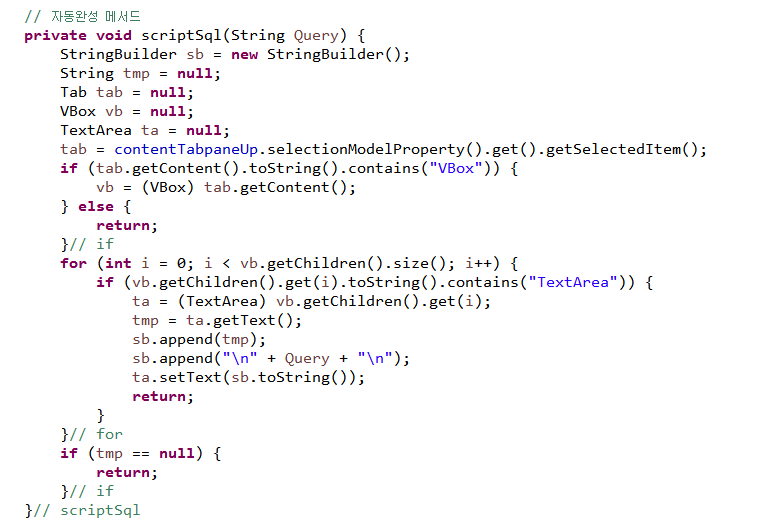 // 자동완성 메서드
private void scriptSql(String Query) {
    StringBuilder sb = new StringBuilder();
    String tmp = null;
    Tab tab = null;
    VBox vb = null;
    TextArea ta = null;
    tab = contentTabpaneUp.selectionModelProperty().get().getSelectedItem();
    if (tab.getContent().toString().contains("VBox")) {
        vb = (VBox) tab.getContent();
    } else {
        return;
    }// if
    for (int i = 0; i < vb.getChildren().size(); i++) {
        if (vb.getChildren().get(i).toString().contains("TextArea")) {
            ta = (TextArea) vb.getChildren().get(i);
            tmp = ta.getText();
            sb.append(tmp);
            sb.append("\n" + Query + "\n");
            ta.setText(sb.toString());
            return;
        }
    }// for
    if (tmp == null) {
        return;
    }// if
}// scriptSql